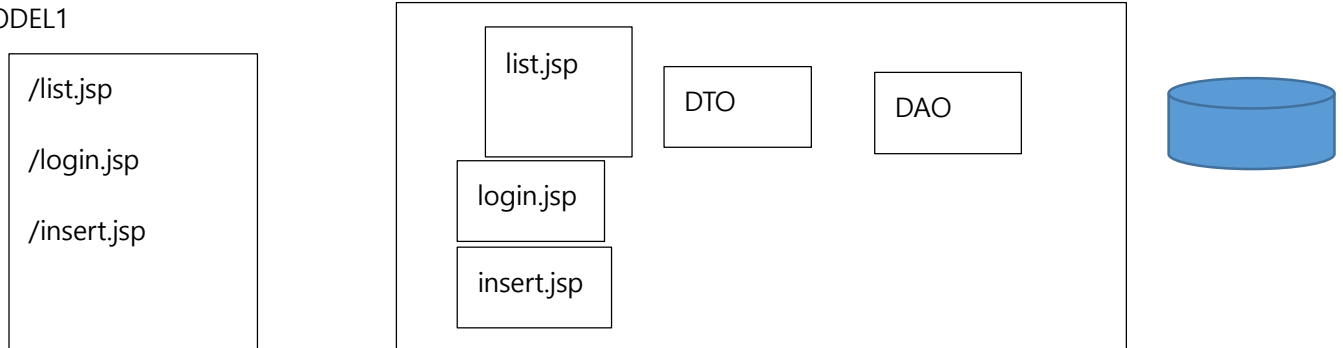 ODEL1
/list.jsp
/login.jsp
/insert.jsp
list.jsp
DTO
DAO
login.jsp
insert.jsp